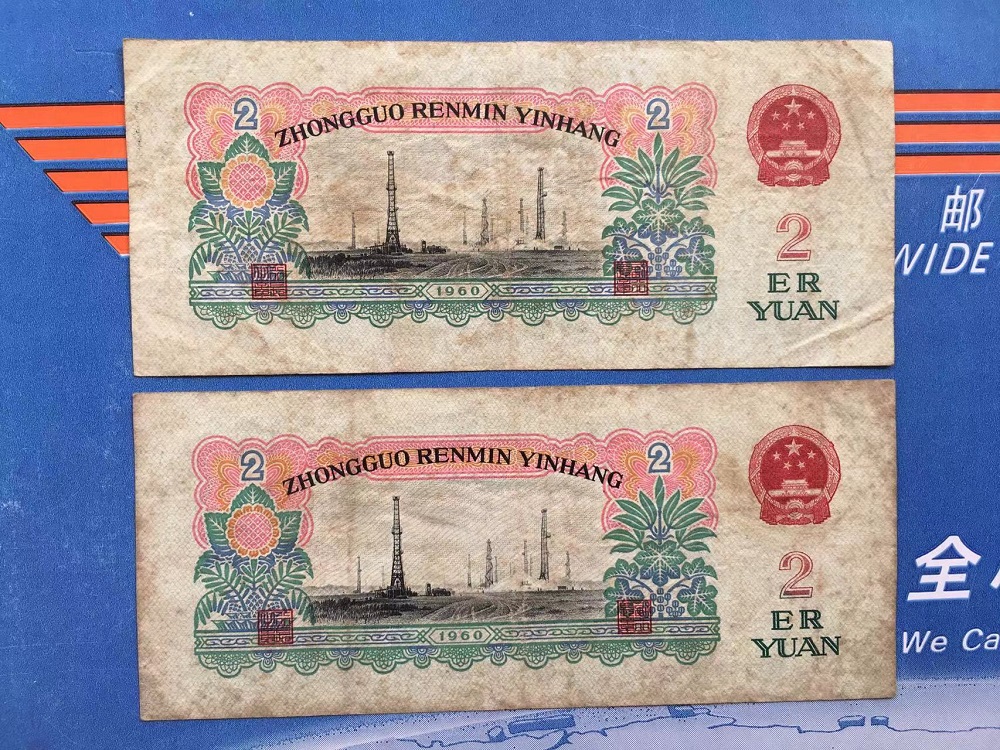 2
ZHONGGUO RENMIN YINHANG
2
1960
2
ER
YUAN
邮
WIDE
2
ZHONGGUO RENMIN YINHANG
2
1960
2
ER
YUAN
全
We Ca